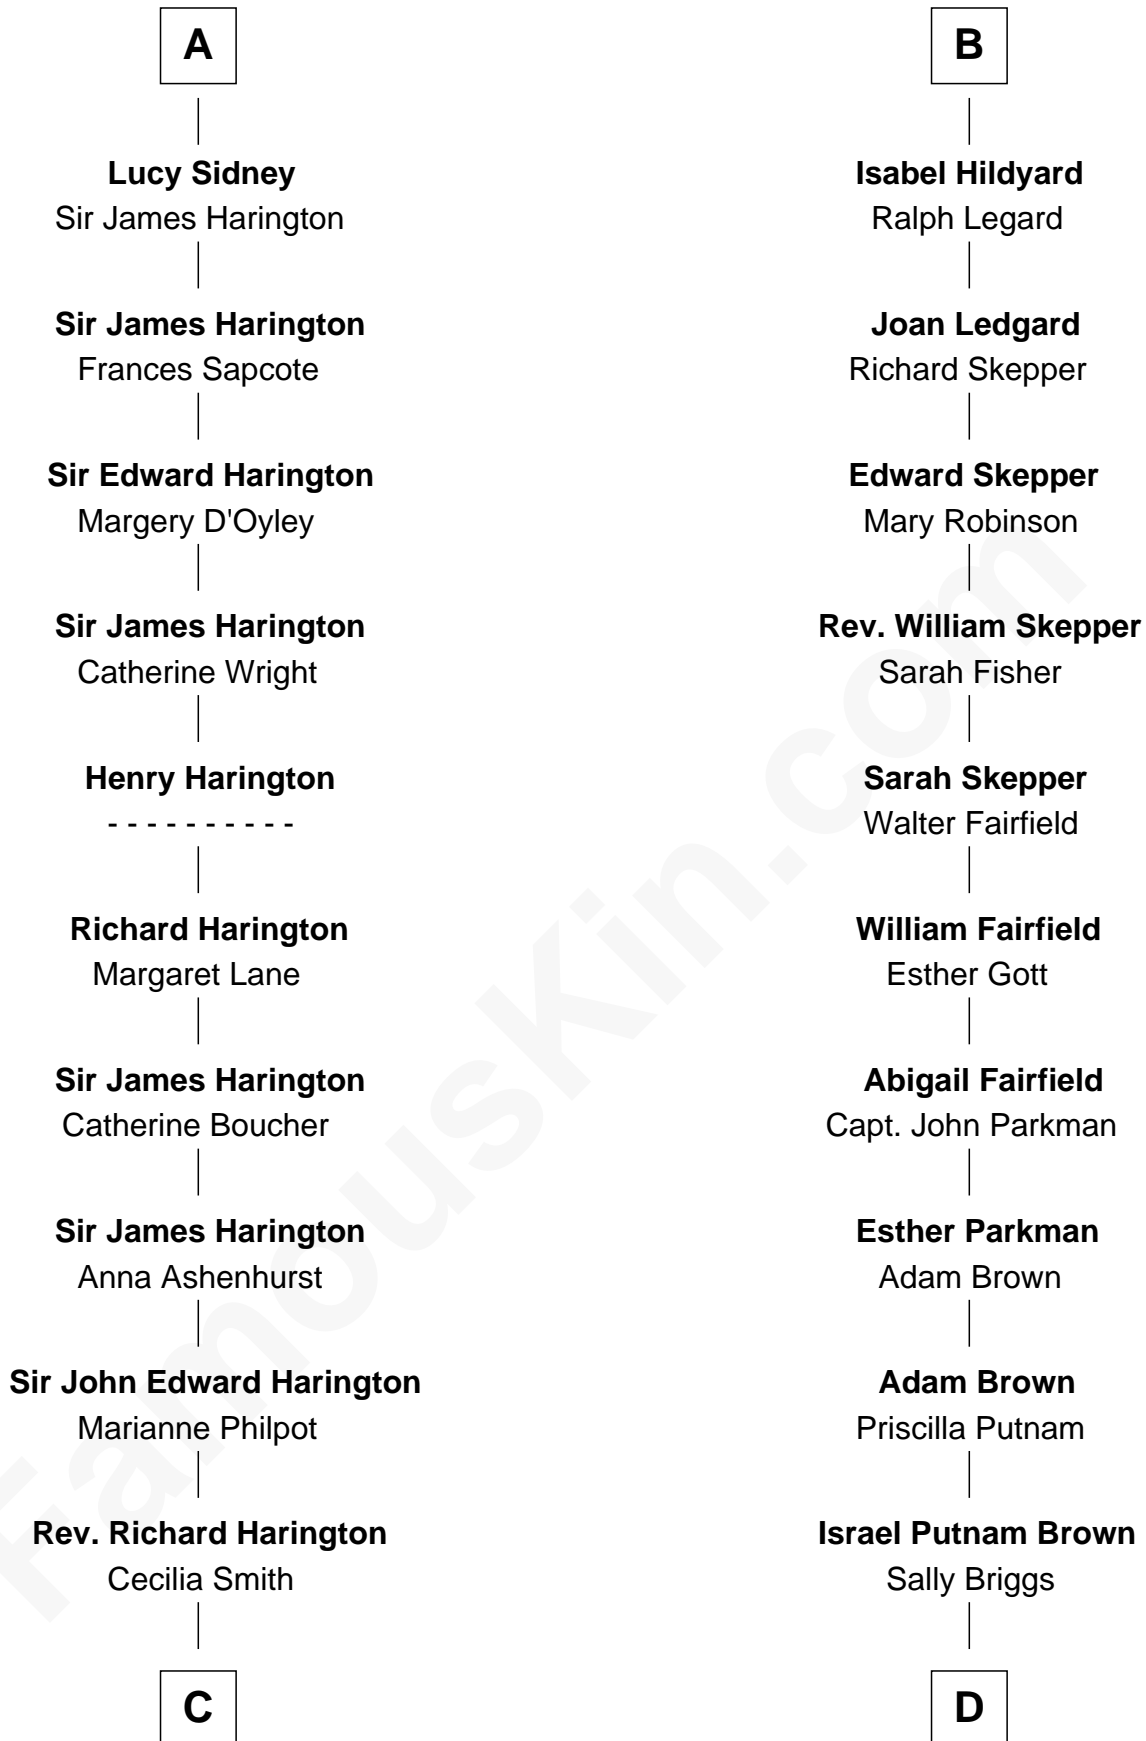 A
Lucy Sidney
Sir James Harington
Sir James Harington
Frances Sapcote
Sir Edward Harington
Margery D'Oyley
Sir James Harington
Catherine Wright
Henry Harington
- - - - - - - - - -
Richard Harington
Margaret Lane
Sir James Harington
Catherine Boucher
Sir James Harington
Anna Ashenhurst
Sir John Edward Harington
Marianne Philpot
Rev. Richard Harington
Cecilia Smith
C
B
Isabel Hildyard
Ralph Legard
Joan Ledgard
Richard Skepper
Edward Skepper
Mary Robinson
Rev. William Skepper
Sarah Fisher
Sarah Skepper
Walter Fairfield
William Fairfield
Esther Gott
Abigail Fairfield
Capt. John Parkman
Esther Parkman
Adam Brown
Adam Brown
Priscilla Putnam
Israel Putnam Brown
Sally Briggs
D
FamousKin.com